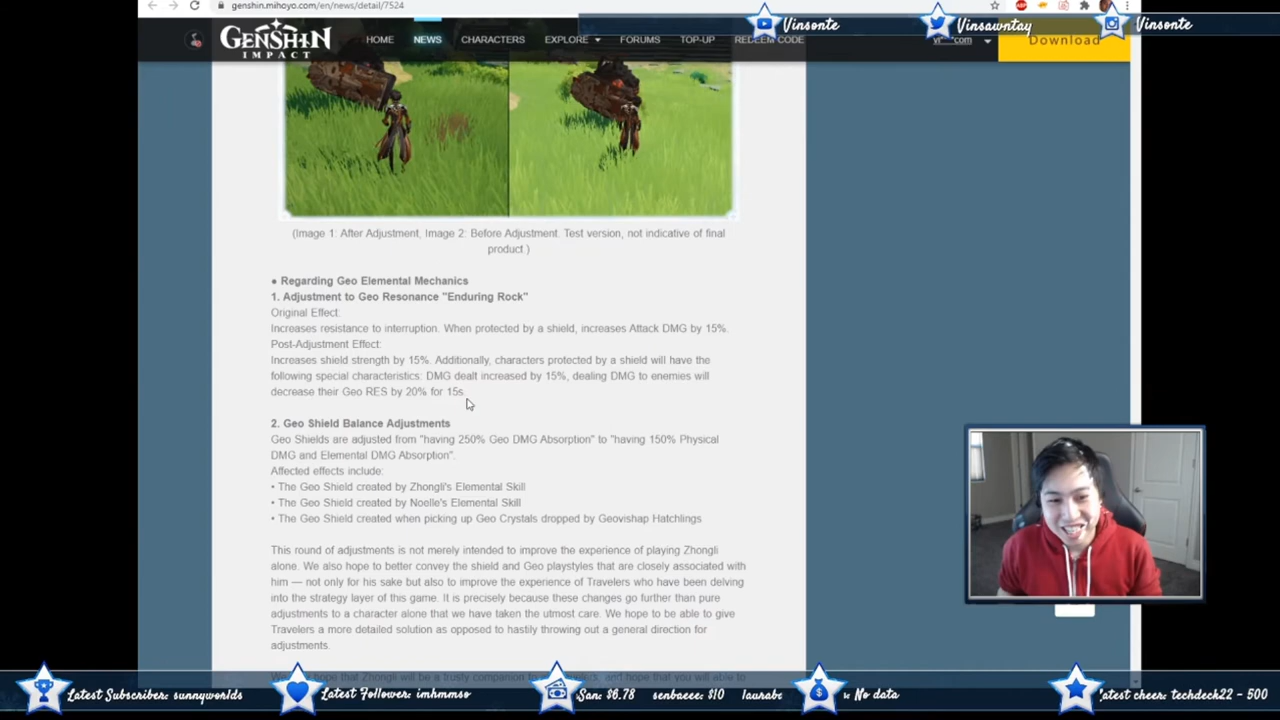 genshin.mihoyo.com/en/news/detail/7524
Vinsonte
Vinsawntay
Vinsonte
GENSHIN
IMPACT
HOME
NEWS
CHARACTERS
EXPLORE
FORUMS
TOP-UP
REDEEM CODE
Download
(Image 1: After Adjustment, Image 2: Before Adjustment. Test version, not indicative of final
product.)
● Regarding Geo Elemental Mechanics
1. Adjustment to Geo Resonance "Enduring Rock"
Original Effect:
Increases resistance to interruption. When protected by a shield, increases Attack DMG by 15%.
Post-Adjustment Effect:
Increases shield strength by 15%. Additionally, characters protected by a shield will have the
following special characteristics: DMG dealt increased by 15%, dealing DMG to enemies will
decrease their Geo RES by 20% for 15s.
2. Geo Shield Balance Adjustments
Geo Shields are adjusted from "having 250% Geo DMG Absorption" to "having 150% Physical
DMG and Elemental DMG Absorption".
Affected effects include:
• The Geo Shield created by Zhongli's Elemental Skill
• The Geo Shield created by Noelle's Elemental Skill
• The Geo Shield created when picking up Geo Crystals dropped by Geovishap Hatchlings
This round of adjustments is not merely intended to improve the experience of playing Zhongli
alone. We also hope to better convey the shield and Geo playstyles that are closely associated with
him — not only for his sake but also to improve the experience of Travelers who have been delving
into the strategy layer of this game. It is precisely because these changes go further than pure
adjustments to a character alone that we have taken the utmost care. We hope to be able to give
Travelers a more detailed solution as opposed to hastily throwing out a general direction for
adjustments.
Latest Subscriber: sunnyworlds
Latest Follower: imhmmso
San: $6.78
senbaeee: $10
: No data
Latest cheer: techdeck22 - 500